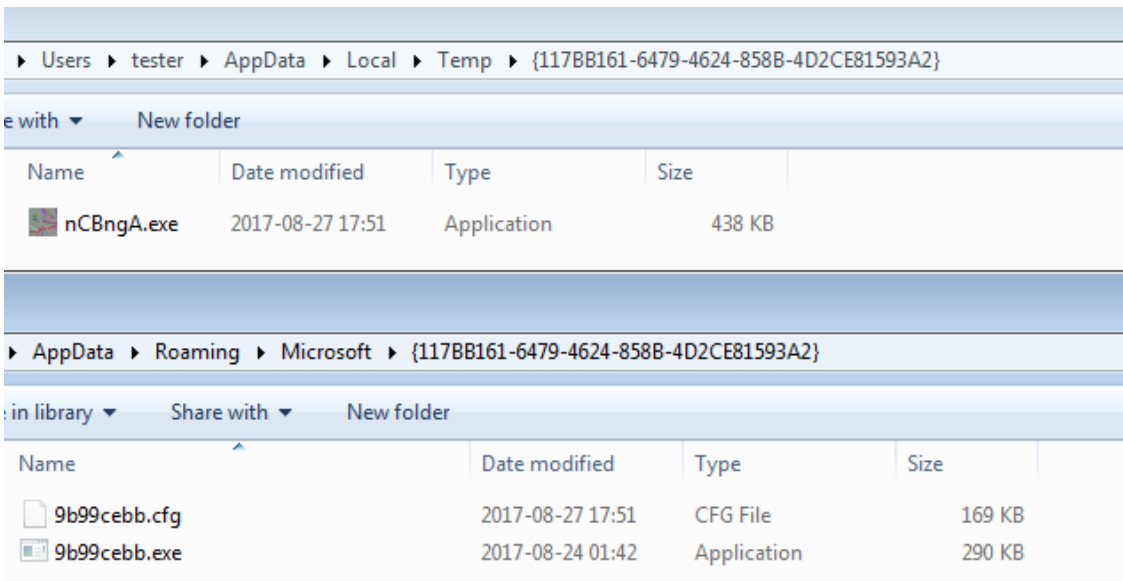 Users tester AppData Local Temp {117BB161-6479-4624-858B-4D2CE81593A2}
e with New folder
Name Date modified Type Size
nCBngA.exe 2017-08-27 17:51 Application 438 KB
AppData Roaming Microsoft {117BB161-6479-4624-858B-4D2CE81593A2}
in library Share with New folder
Name Date modified Type Size
9b99cebb.cfg 2017-08-27 17:51 CFG File 169 KB
9b99cebb.exe 2017-08-24 01:42 Application 290 KB